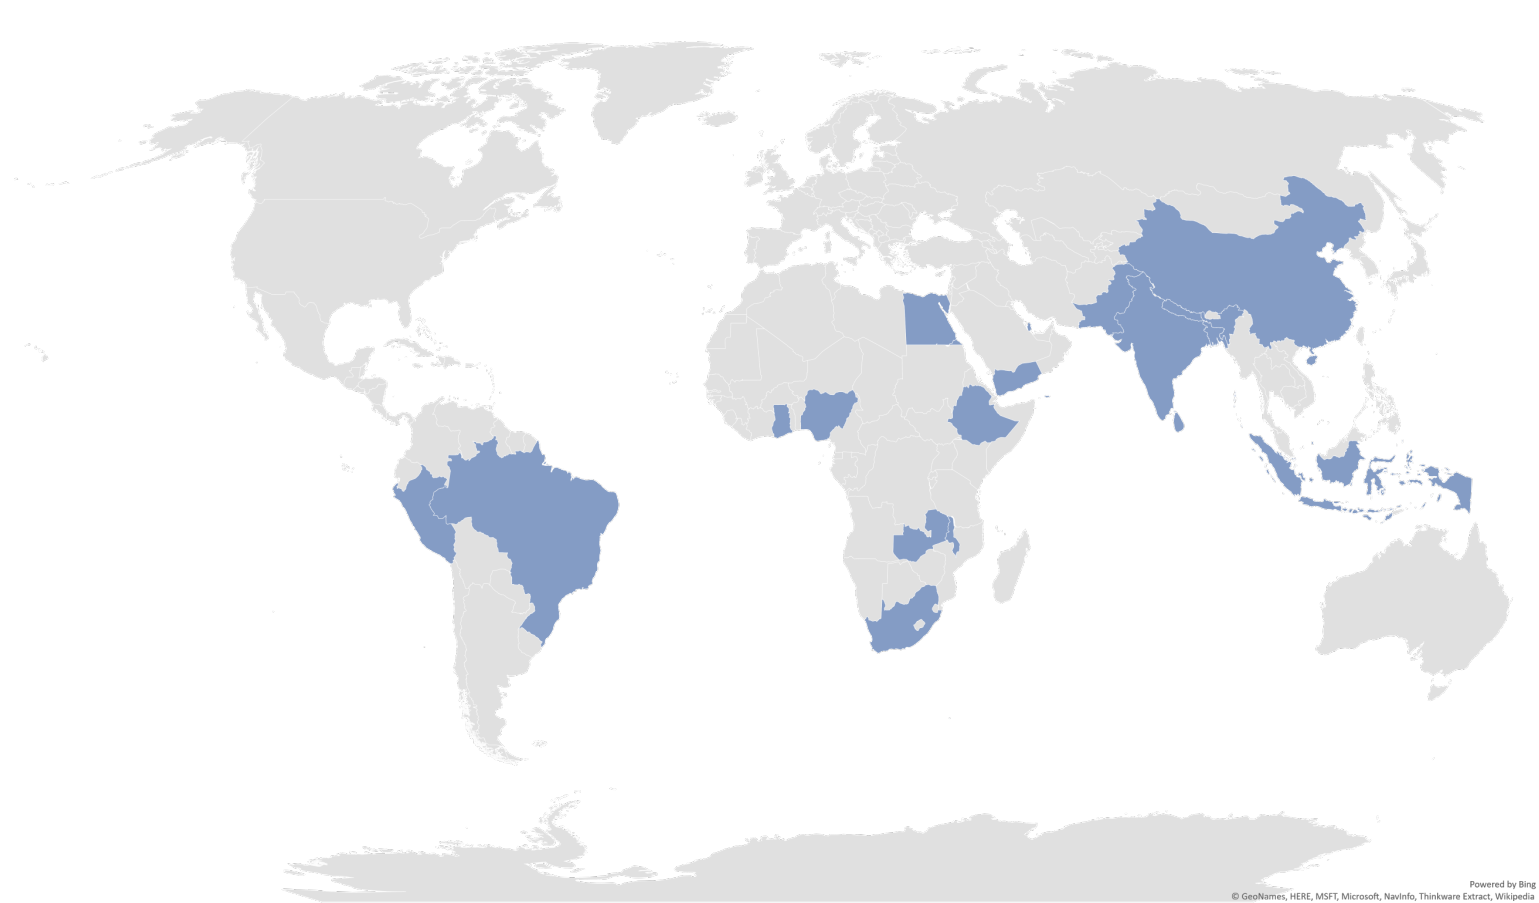 Powered by Bing
© GeoNames, HERE, MSFT, Microsoft, NavInfo, Thinkware Extract, Wikipedia